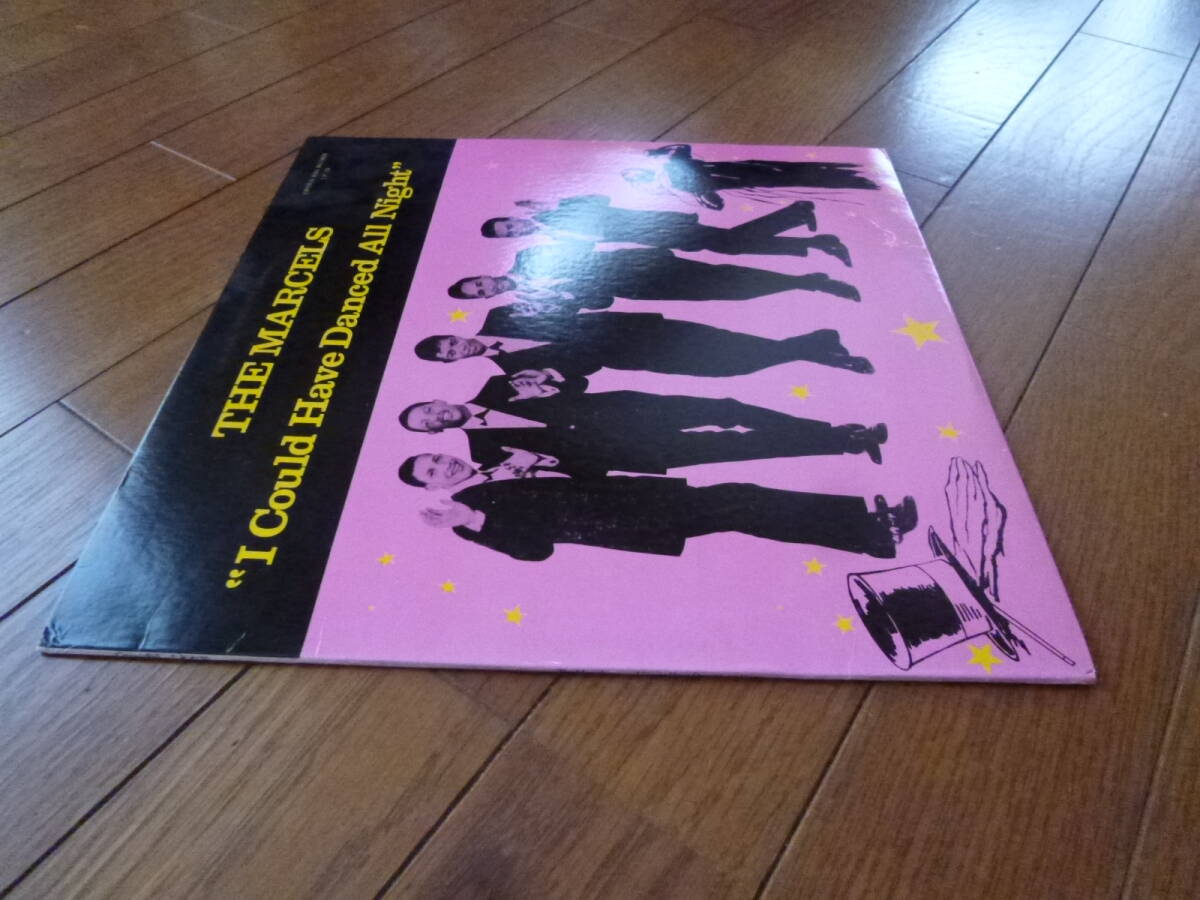 THE MARCELS
“I Could Have Danced All Night”